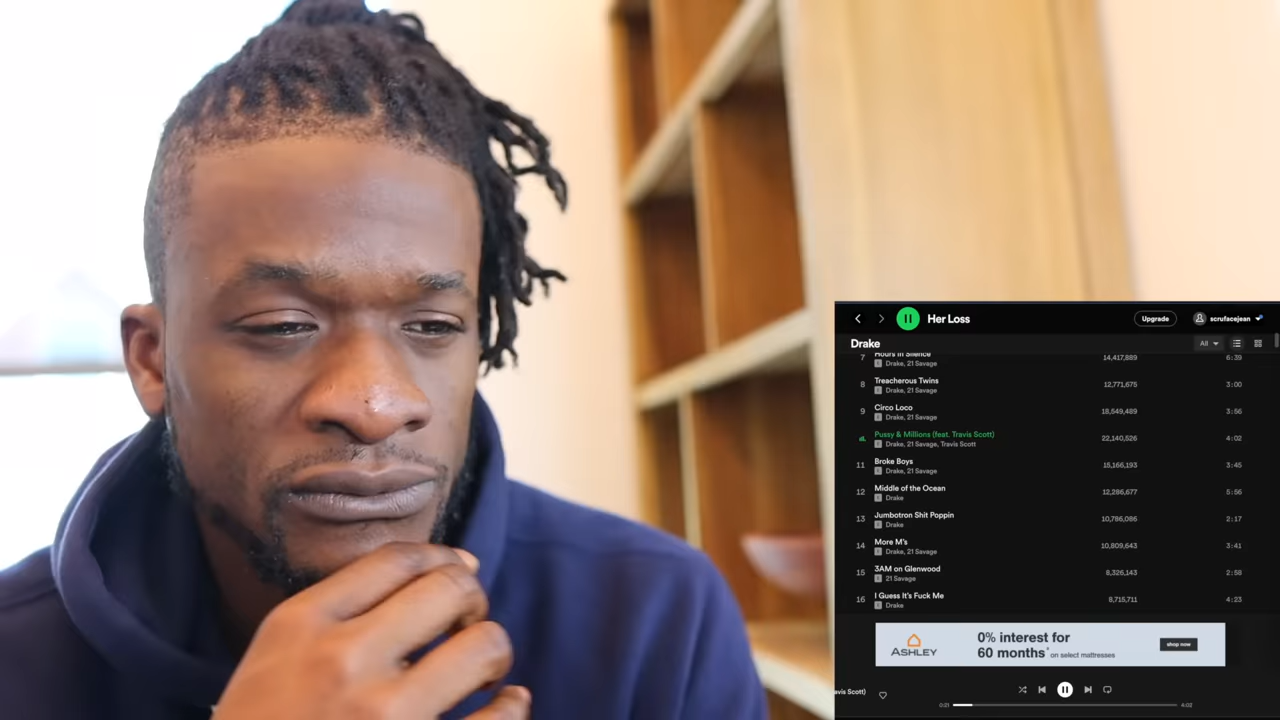 Her Loss
Upgrade
scrufacejean
Drake
All
7 Hours in Silence 14,417,889 6:39
E Drake, 21 Savage
8 Treacherous Twins 12,771,675 3:00
E Drake, 21 Savage
9 Circo Loco 18,549,489 3:56
E Drake, 21 Savage
Pussy & Millions (feat. Travis Scott) 22,140,526 4:02
E Drake, 21 Savage, Travis Scott
11 Broke Boys 15,166,193 3:45
E Drake, 21 Savage
12 Middle of the Ocean 12,286,677 5:56
E Drake
13 Jumbotron Shit Poppin 10,786,086 2:17
E Drake
14 More M's 10,809,643 3:41
E Drake, 21 Savage
15 3AM on Glenwood 8,326,143 2:58
E 21 Savage
16 I Guess It's Fuck Me 8,715,711 4:23
E Drake
ASHLEY
0% interest for
60 months* on select mattresses
shop now
avis Scott)
0:21 4:02